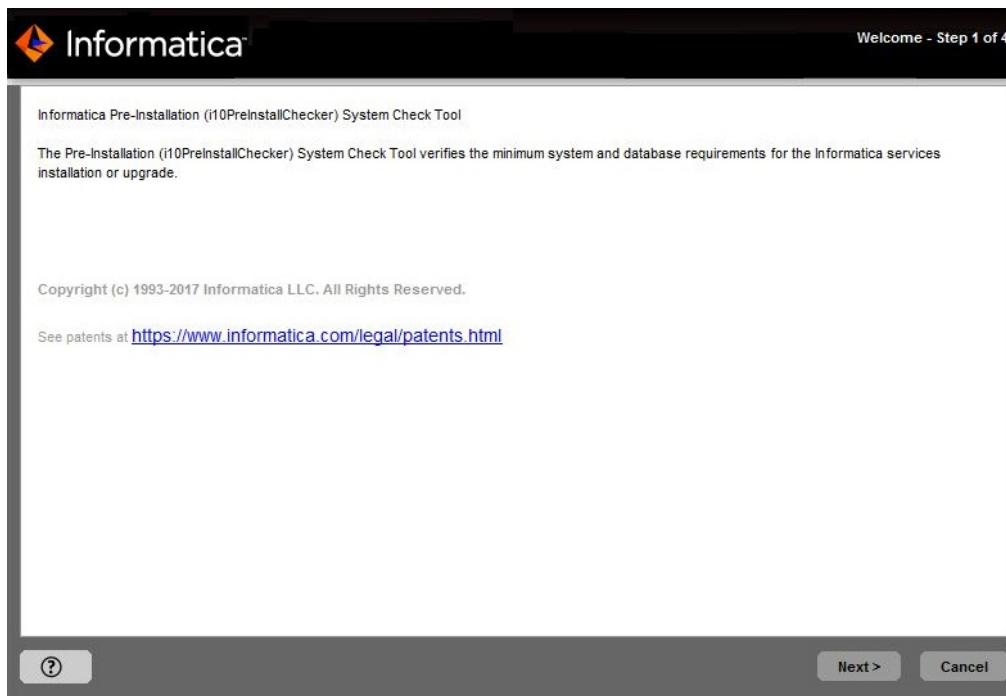 Informatica™
Welcome - Step 1 of 4
Informatica Pre-Installation (i10PreInstallChecker) System Check Tool
The Pre-Installation (i10PreInstallChecker) System Check Tool verifies the minimum system and database requirements for the Informatica services
installation or upgrade.
Copyright (c) 1993-2017 Informatica LLC. All Rights Reserved.
See patents at https://www.informatica.com/legal/patents.html
?
Next >
Cancel